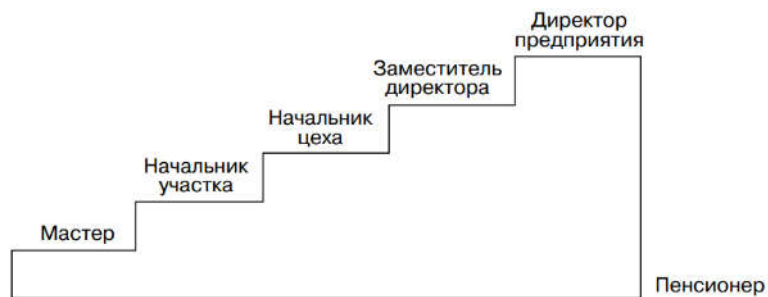 Директор
предприятия
Заместитель
директора
Начальник
цеха
Начальник
участка
Мастер
Пенсионер